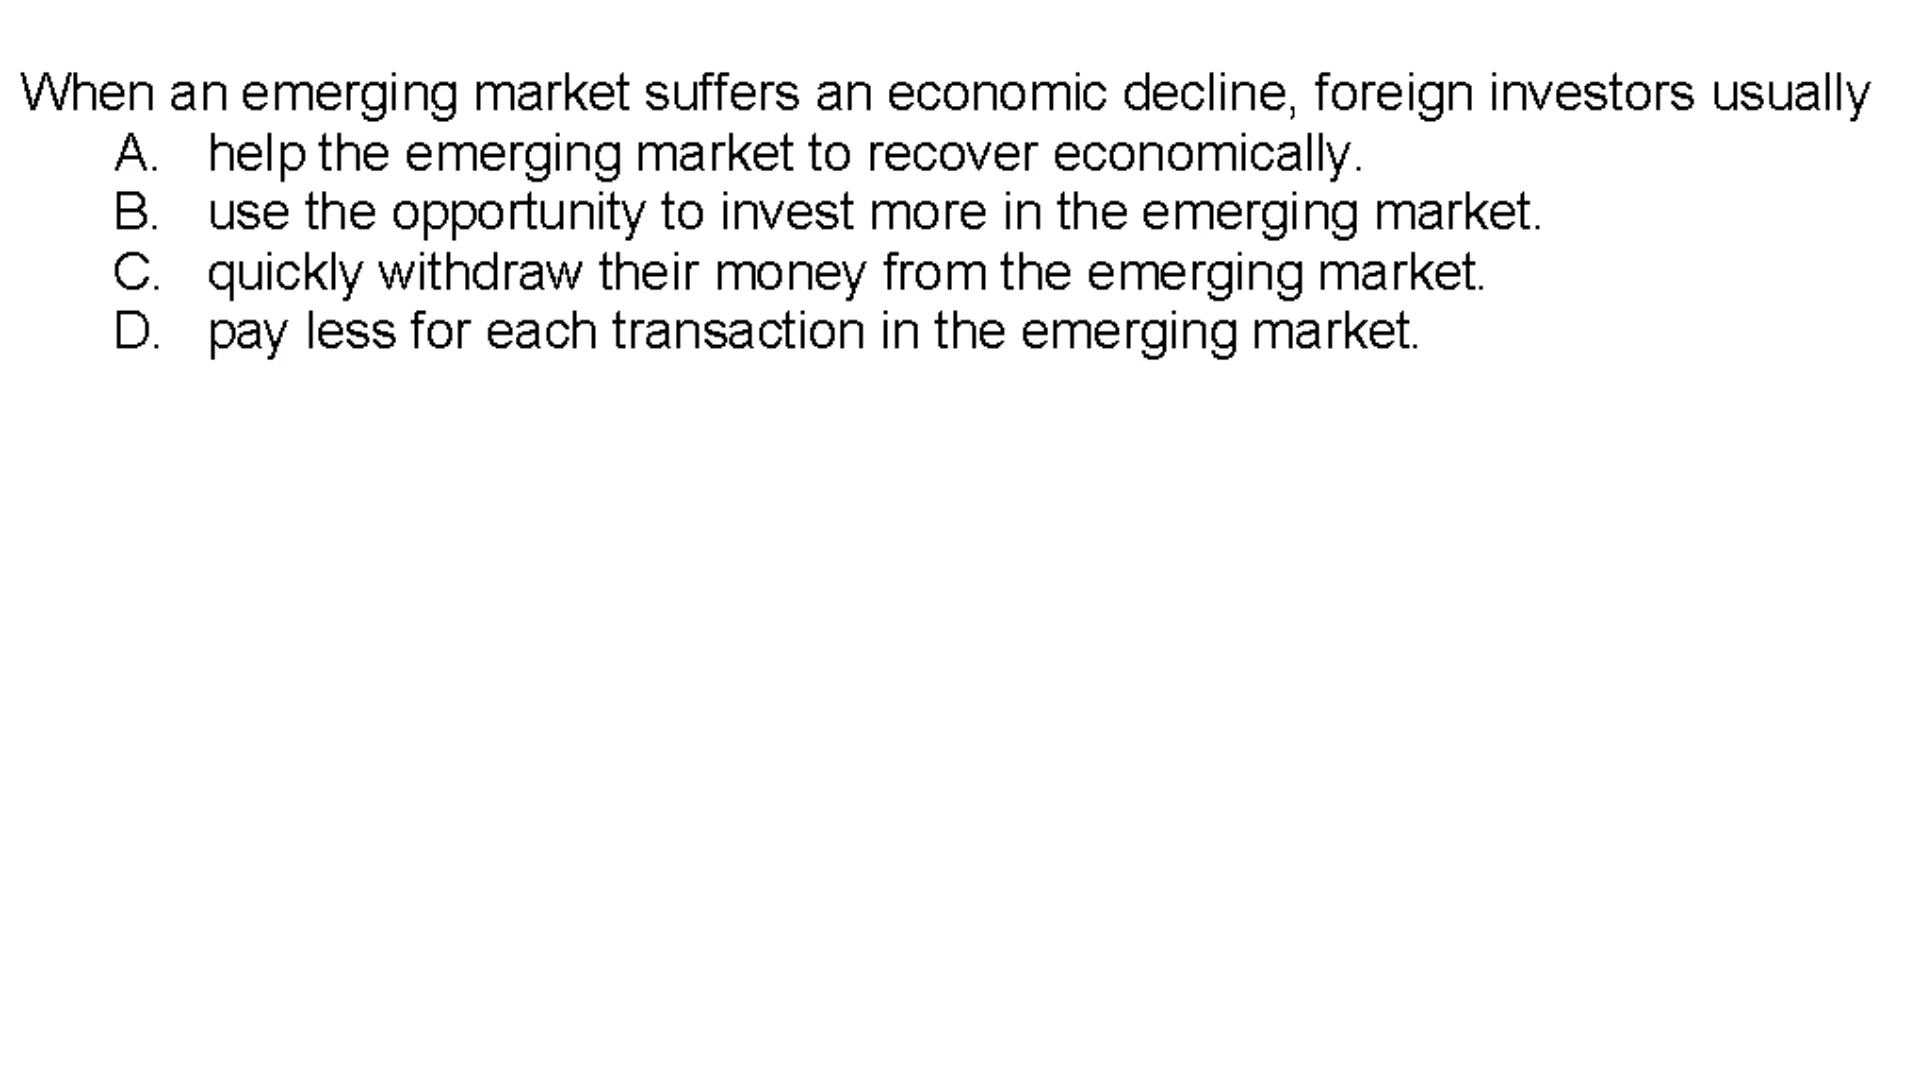 When an emerging market suffers an economic decline, foreign investors usually
A. help the emerging market to recover economically.
B. use the opportunity to invest more in the emerging market.
C. quickly withdraw their money from the emerging market.
D. pay less for each transaction in the emerging market.